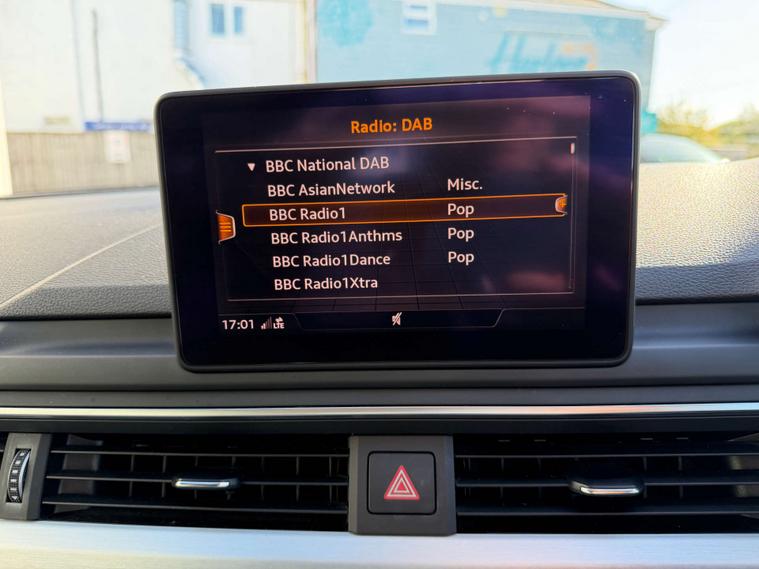 Radio: DAB
BBC National DAB
BBC AsianNetwork Misc.
BBC Radio1 Pop
BBC Radio1Anthms Pop
BBC Radio1Dance Pop
BBC Radio1Xtra
17:01 LTE